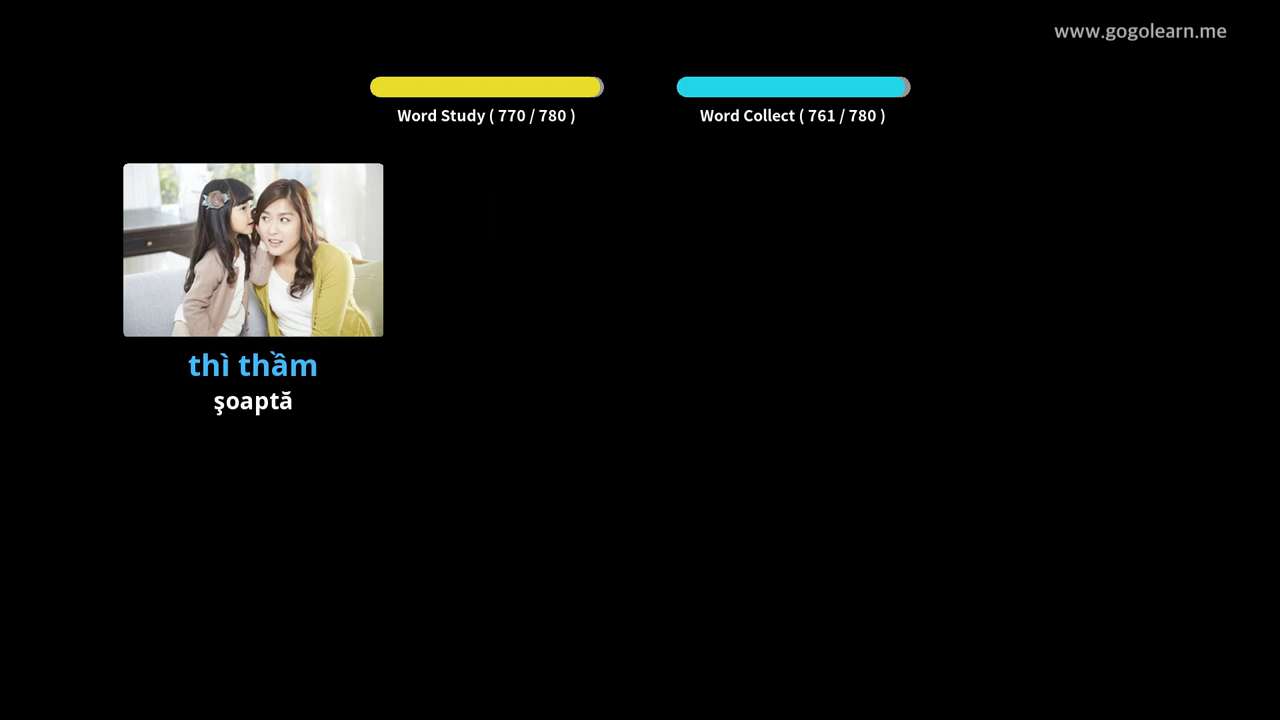 www.gogolearn.me
Word Study ( 770 / 780 )
Word Collect ( 761 / 780 )
thì thầm
şoaptă